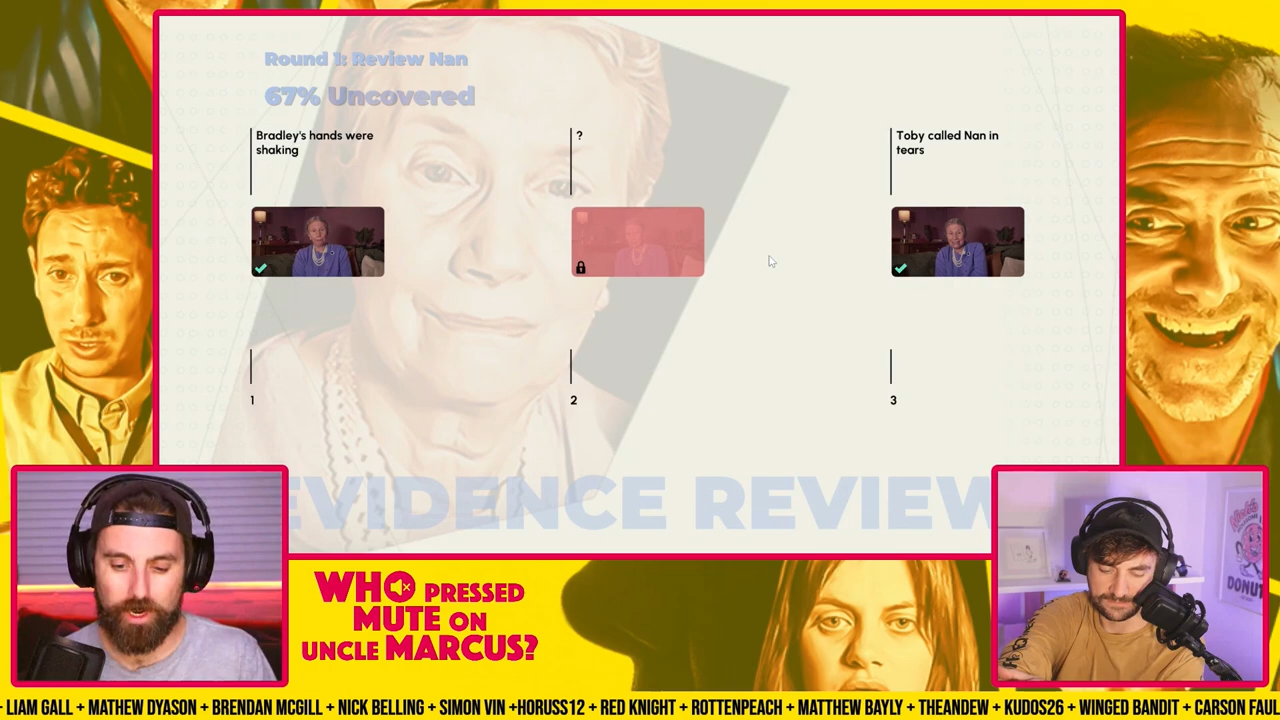 Round 1: Review Nan
67% Uncovered
Bradley's hands were
shaking
?
Toby called Nan in
tears
1
2
3
EVIDENCE REVIEW
DONUT
WHO PRESSED
MUTE ON
UNCLE MARCUS?
LIAM GALL + MATHEW DYASON + BRENDAN MCGILL + NICK BELLING + SIMON VIN +HORUSS12 + RED KNIGHT + ROTTENPEACH + MATTHEW BAYLY + THEANDEW + KUDOS26 + WINGED BANDIT + CARSON FAUL